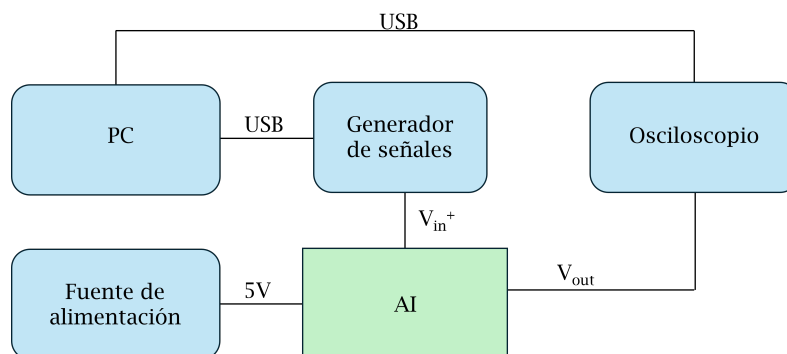 USB
PC
USB
Generador
de señales
Osciloscopio
Vin+
Fuente de
alimentación
5V
AI
Vout